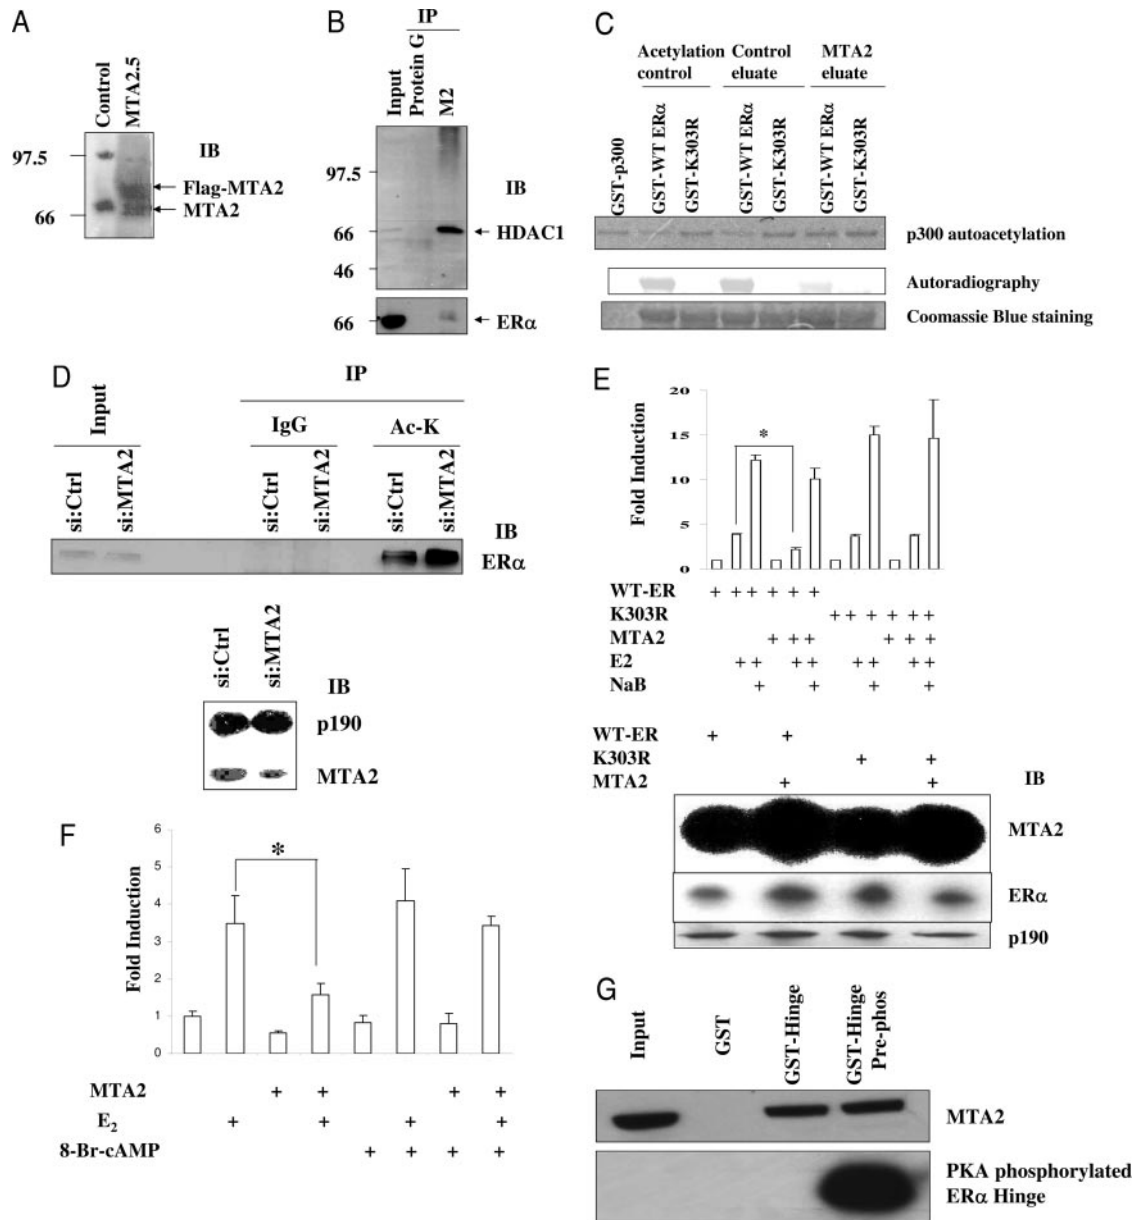 A
Control
MTA2.5
97.5
66
IB
Flag-MTA2
MTA2
B
IP
Input
Protein G
M2
97.5
66
46
66
IB
HDAC1
ERα
C
Acetylation control
Control eluate
MTA2 eluate
GST-p300
GST-WT ERα
GST-K303R
GST-WT ERα
GST-K303R
GST-WT ERα
GST-K303R
p300 autoacetylation
Autoradiography
Coomassie Blue staining
D
IP
Input
IgG
Ac-K
si:Ctrl
si:MTA2
si:Ctrl
si:MTA2
si:Ctrl
si:MTA2
IB
ERα
si:Ctrl
si:MTA2
IB
p190
MTA2
E
Fold Induction
20
15
10
5
0
*
WT-ER + + + + + +
K303R + + + + + +
MTA2 + + + + + +
E2 + + + + + + + +
NaB + + + +
WT-ER + +
K303R + +
MTA2 + + IB
MTA2
ERα
p190
F
Fold Induction
6
5
4
3
2
1
0
*
MTA2 + + + +
E2 + + + +
8-Br-cAMP + + + +
G
Input
GST
GST-Hinge
GST-Hinge Pre-phos
MTA2
PKA phosphorylated
ERα Hinge